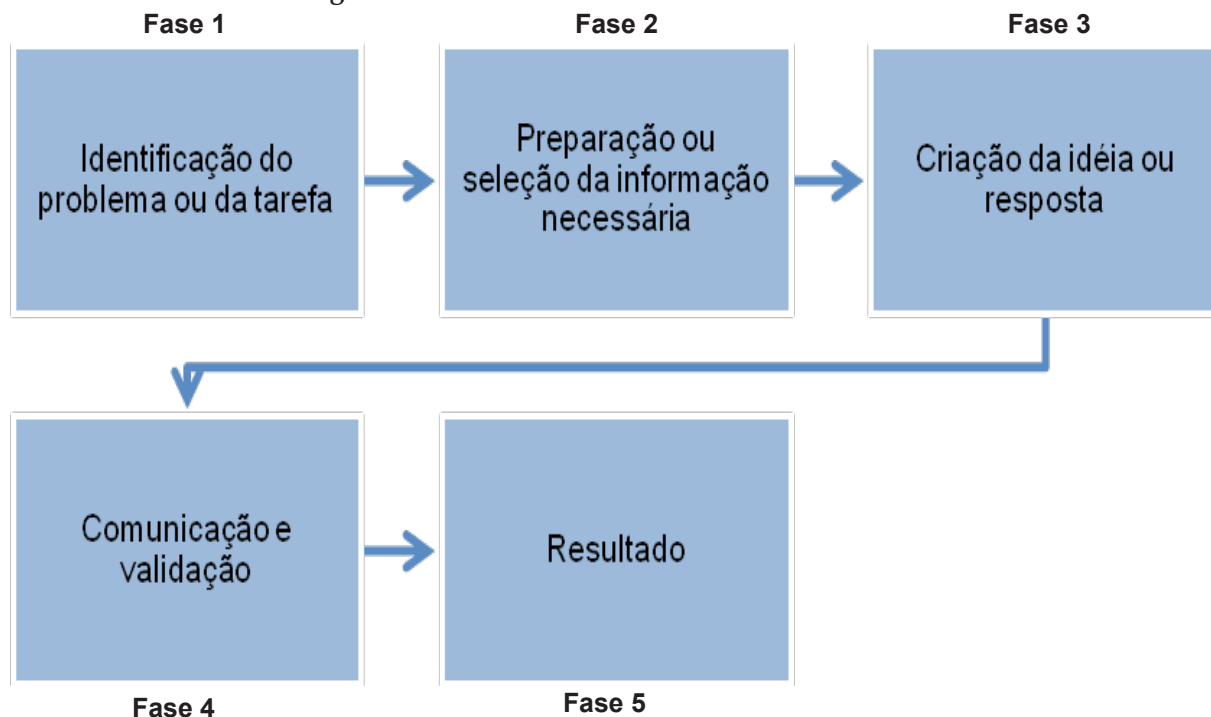 Fase 1
Fase 2
Fase 3
Identificação do
problema ou da tarefa
Preparação ou
seleção da informação
necessária
Criação da idéia ou
resposta
Comunicação e
validação
Resultado
Fase 4
Fase 5